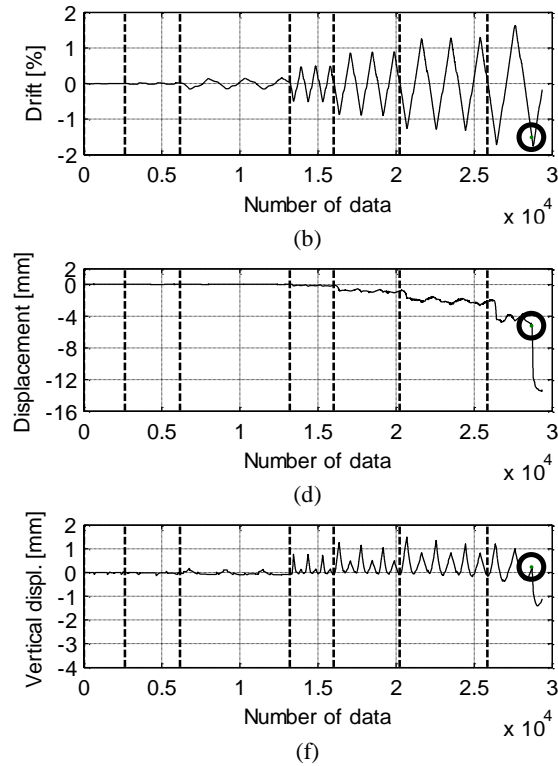 2
1
0
-1
-2
Drift [%]
0 0.5 1 1.5 2 2.5 3
Number of data
x 10^4
(b)
2
0
-4
-8
-12
-16
Displacement [mm]
0 0.5 1 1.5 2 2.5 3
Number of data
x 10^4
(d)
2
1
0
-1
-2
-3
-4
Vertical displ. [mm]
0 0.5 1 1.5 2 2.5 3
Number of data
x 10^4
(f)